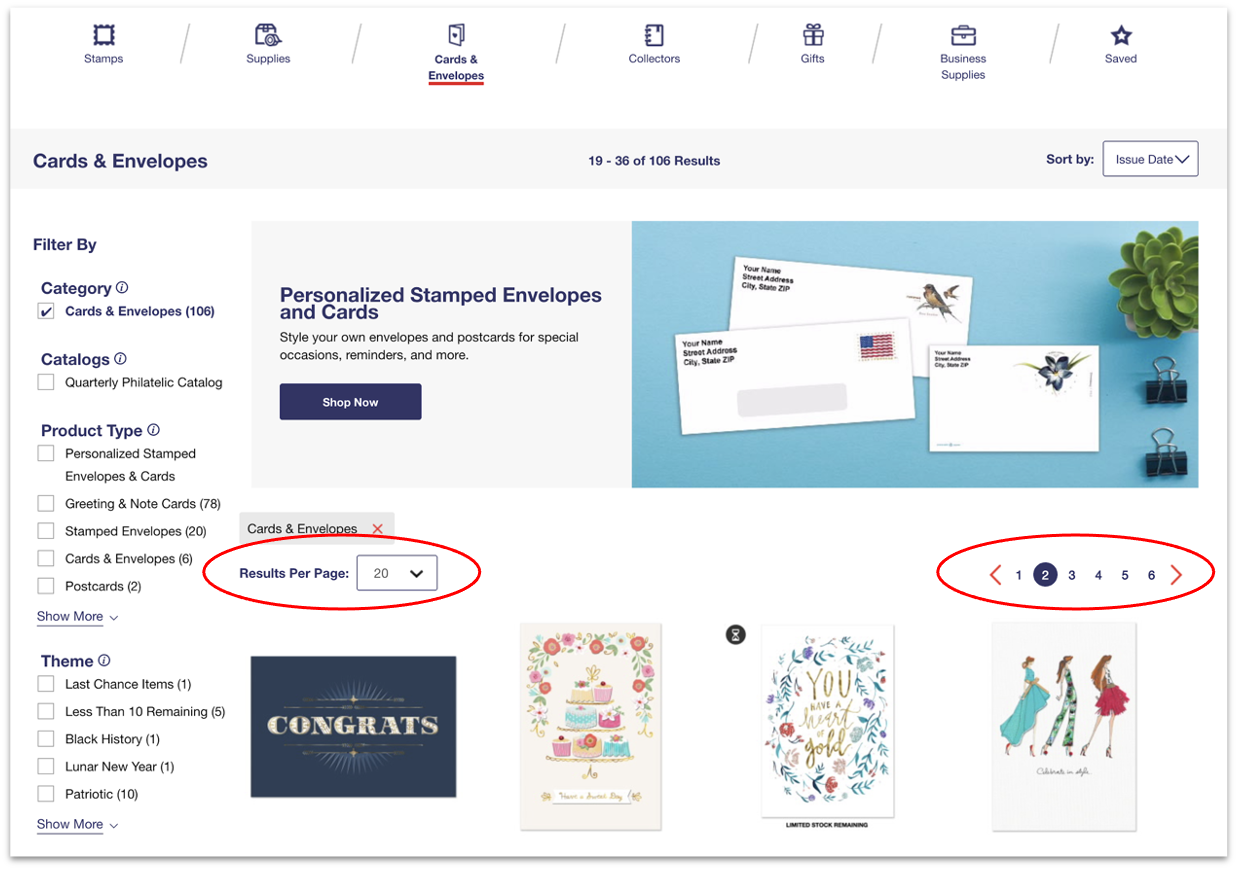 Stamps
Supplies
Cards &
Envelopes
Collectors
Gifts
Business
Supplies
Saved
Cards & Envelopes
19 - 36 of 106 Results
Sort by:
Issue Date
Filter By
Category
Cards & Envelopes (106)
Catalogs
Quarterly Philatelic Catalog
Product Type
Personalized Stamped
Envelopes & Cards
Greeting & Note Cards (78)
Stamped Envelopes (20)
Cards & Envelopes (6)
Postcards (2)
Show More
Theme
Last Chance Items (1)
Less Than 10 Remaining (5)
Black History (1)
Lunar New Year (1)
Patriotic (10)
Show More
Personalized Stamped Envelopes
and Cards
Style your own envelopes and postcards for special
occasions, reminders, and more.
Shop Now
Your Name
Street Address
City, State ZIP
Your Name
Street Address
City, State ZIP
Your Name
Street Address
City, State ZIP
Cards & Envelopes
Results Per Page: 20
1 2 3 4 5 6
CONGRATS
Have a Sweet Day
YOU
HAVE A
heart
of
gold
LIMITED STOCK REMAINING
Celebrate in style.